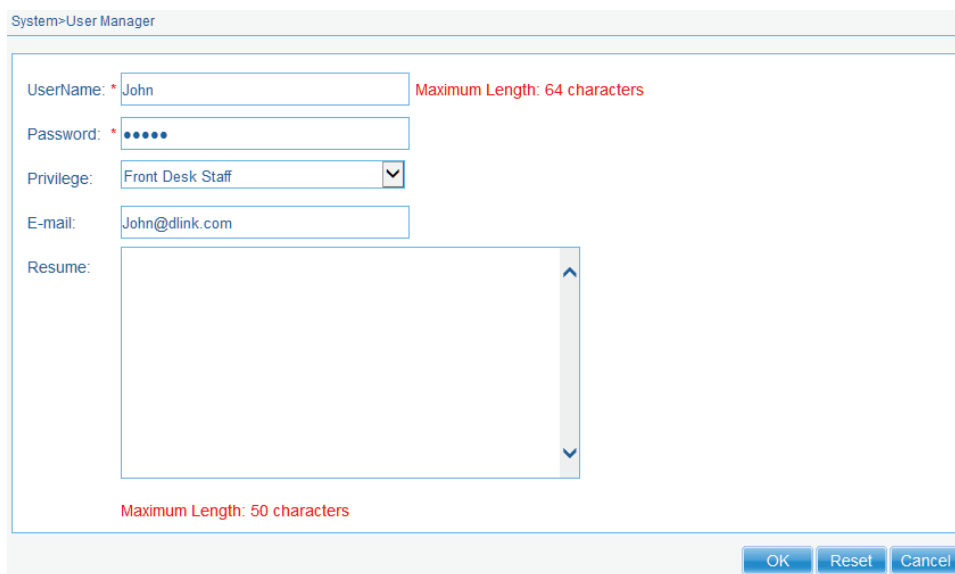 System>User Manager
UserName: * John Maximum Length: 64 characters
Password: * •••••
Privilege: Front Desk Staff
E-mail: John@dlink.com
Resume:
Maximum Length: 50 characters
OK Reset Cancel